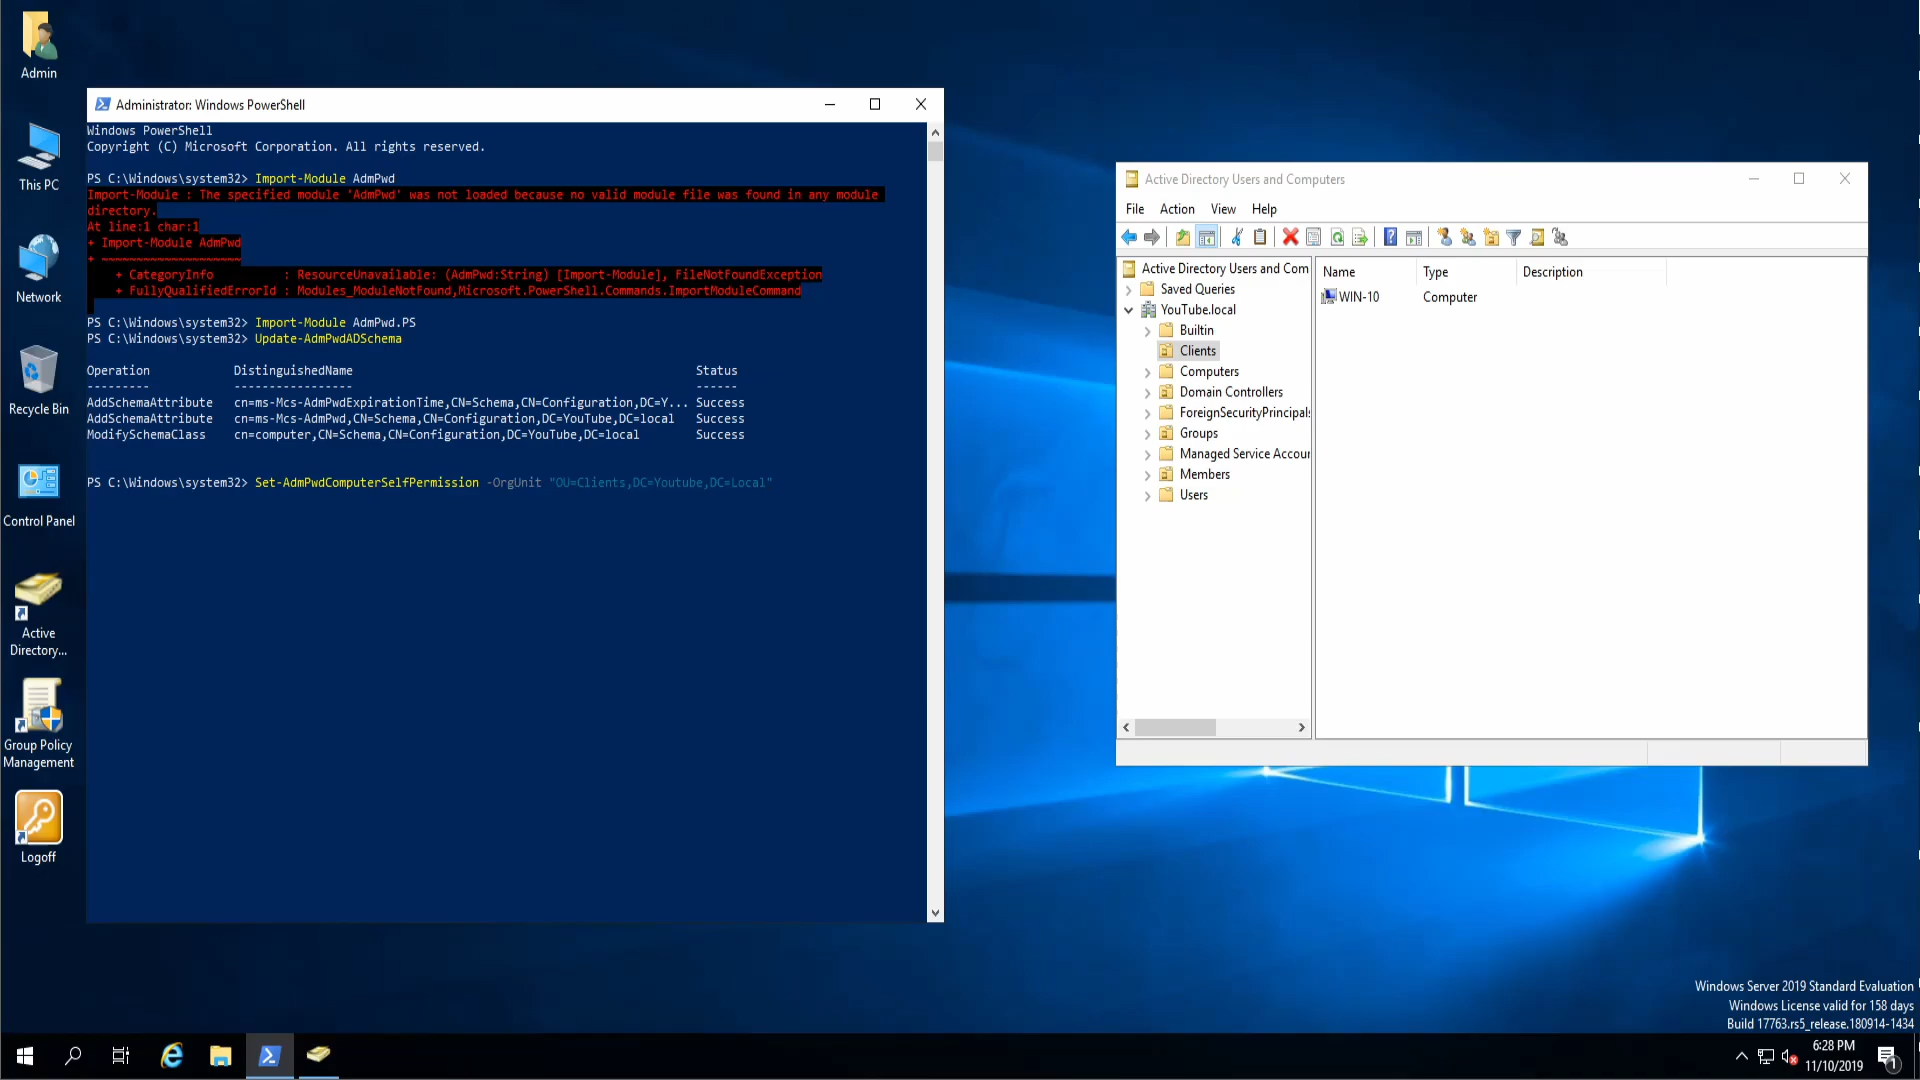 Admin
This PC
Network
Recycle Bin
Control Panel
Active
Directory...
Group Policy
Management
Logoff
Administrator: Windows PowerShell
Windows PowerShell
Copyright (C) Microsoft Corporation. All rights reserved.
PS C:\Windows\system32> Import-Module AdmPwd
Import-Module : The specified module 'AdmPwd' was not loaded because no valid module file was found in any module
directory.
At line:1 char:1
+ Import-Module AdmPwd
+ ~~~~~~~~~~~~~~~~~~~~
    + CategoryInfo          : ResourceUnavailable: (AdmPwd:String) [Import-Module], FileNotFoundException
    + FullyQualifiedErrorId : Modules_ModuleNotFound,Microsoft.PowerShell.Commands.ImportModuleCommand
PS C:\Windows\system32> Import-Module AdmPwd.PS
PS C:\Windows\system32> Update-AdmPwdADSchema
Operation            DistinguishedName                                                 Status
---------            -----------------                                                 ------
AddSchemaAttribute   cn=ms-Mcs-AdmPwdExpirationTime,CN=Schema,CN=Configuration,DC=Y... Success
AddSchemaAttribute   cn=ms-Mcs-AdmPwd,CN=Schema,CN=Configuration,DC=YouTube,DC=local   Success
ModifySchemaClass    cn=computer,CN=Schema,CN=Configuration,DC=YouTube,DC=local        Success
PS C:\Windows\system32> Set-AdmPwdComputerSelfPermission -OrgUnit "OU=Clients,DC=Youtube,DC=Local"
Active Directory Users and Computers
File Action View Help
Active Directory Users and Com
Saved Queries
YouTube.local
Builtin
Clients
Computers
Domain Controllers
ForeignSecurityPrincipals
Groups
Managed Service Accour
Members
Users
Name Type Description
WIN-10 Computer
Windows Server 2019 Standard Evaluation
Windows License valid for 158 days
Build 17763.rs5_release.180914-1434
6:28 PM
11/10/2019
1